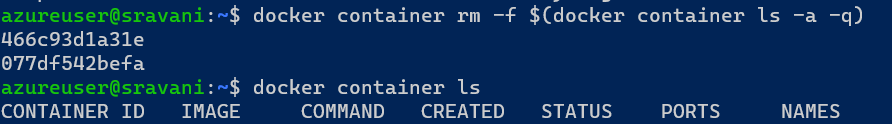 azureuser@sravani:~$ docker container rm -f $(docker container ls -a -q)
466c93d1a31e
077df542befa
azureuser@sravani:~$ docker container ls
CONTAINER ID   IMAGE     COMMAND   CREATED   STATUS    PORTS     NAMES